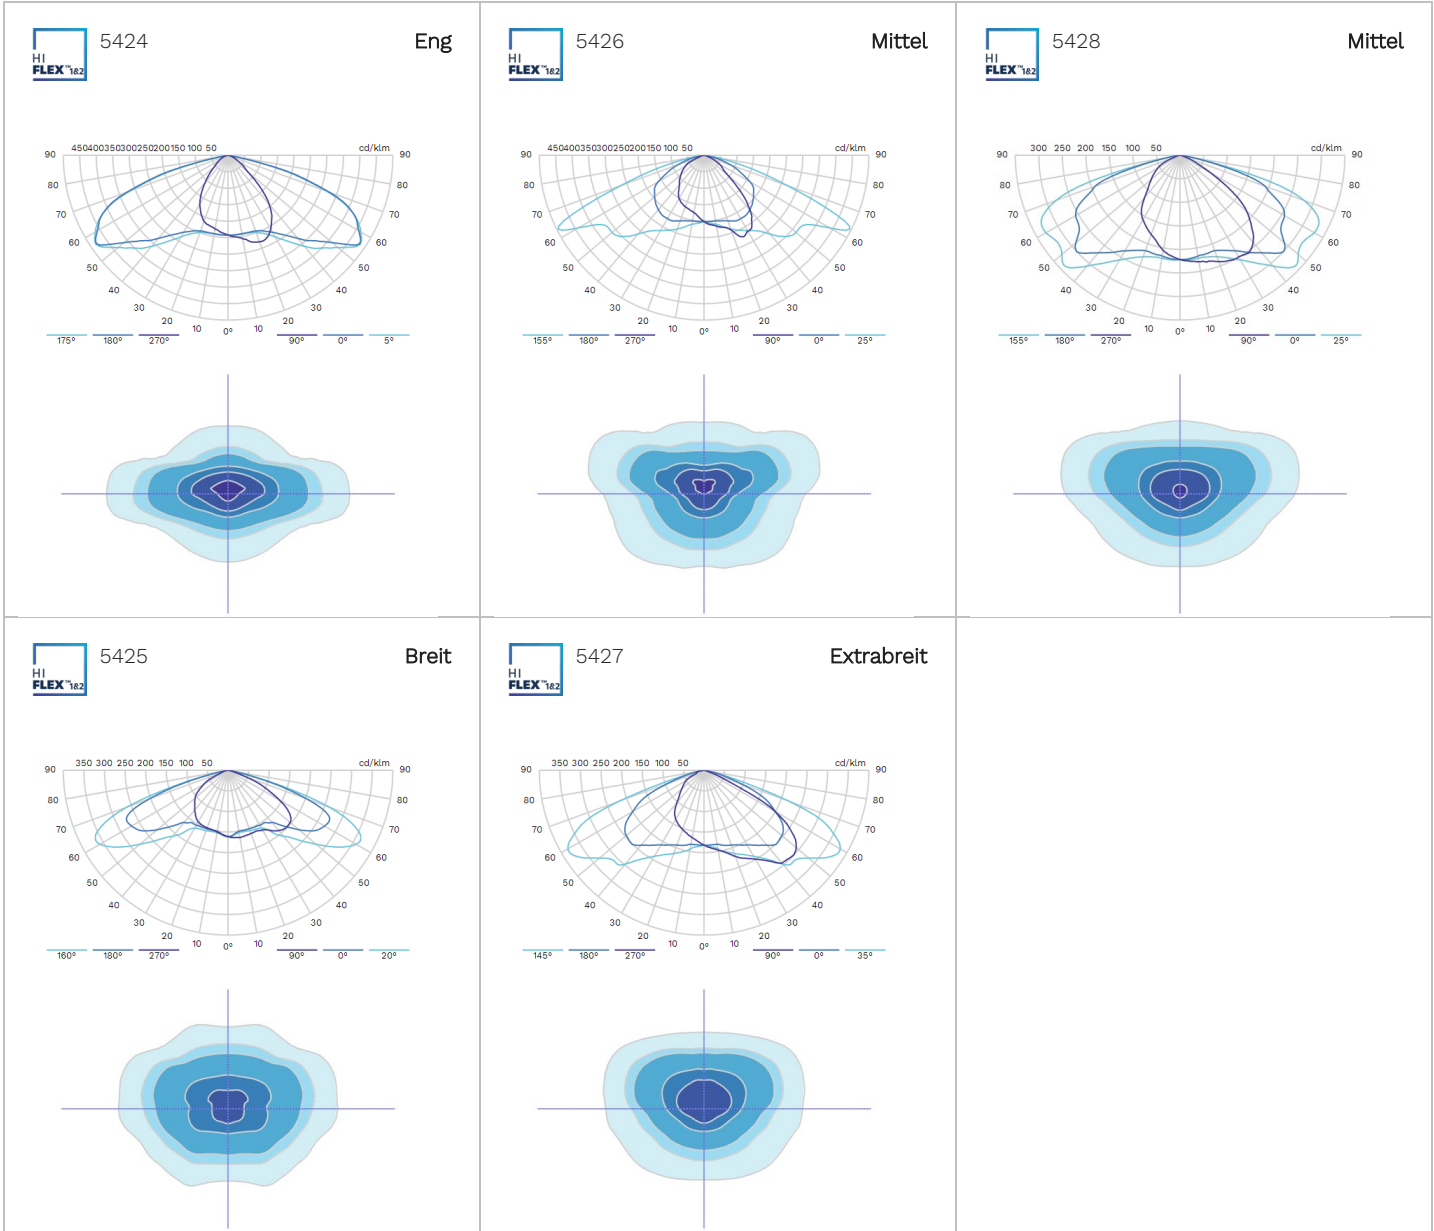 5424 Eng
HI
FLEX™1&2
450400350300250200150 100 50 cd/klm
90 90
80 80
70 70
60 60
50 50
40 40
30 30
20 10 0° 10 20
175° 180° 270° 90° 0° 5°
5426 Mittel
HI
FLEX™1&2
450400350300250200150 100 50 cd/klm
90 90
80 80
70 70
60 60
50 50
40 40
30 30
20 10 0° 10 20
155° 180° 270° 90° 0° 25°
5428 Mittel
HI
FLEX™1&2
300 250 200 150 100 50 cd/klm
90 90
80 80
70 70
60 60
50 50
40 40
30 30
20 10 0° 10 20
155° 180° 270° 90° 0° 25°
5425 Breit
HI
FLEX™1&2
350 300 250 200 150 100 50 cd/klm
90 90
80 80
70 70
60 60
50 50
40 40
30 30
20 10 0° 10 20
160° 180° 270° 90° 0° 20°
5427 Extrabreit
HI
FLEX™1&2
350 300 250 200 150 100 50 cd/klm
90 90
80 80
70 70
60 60
50 50
40 40
30 30
20 10 0° 10 20
145° 180° 270° 90° 0° 35°